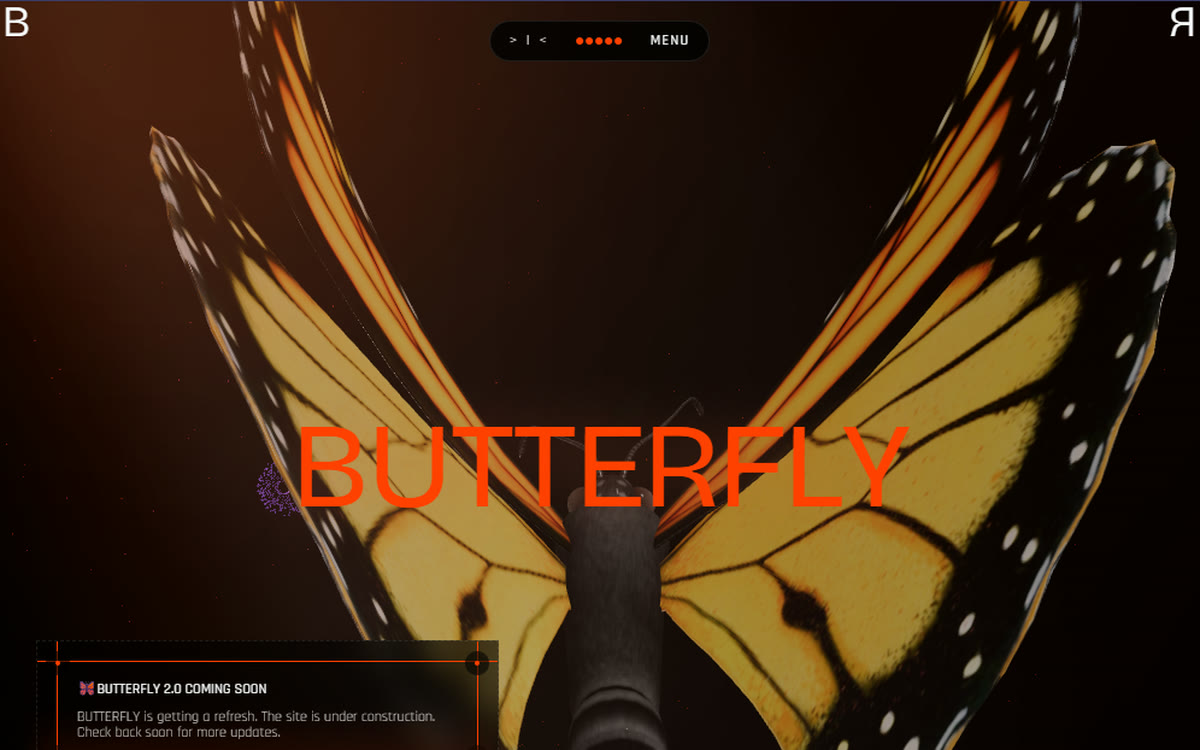 B
Я
> | < ●●●●● MENU
BUTTERFLY
🦋BUTTERFLY 2.0 COMING SOON
BUTTERFLY is getting a refresh. The site is under construction.
Check back soon for more updates.